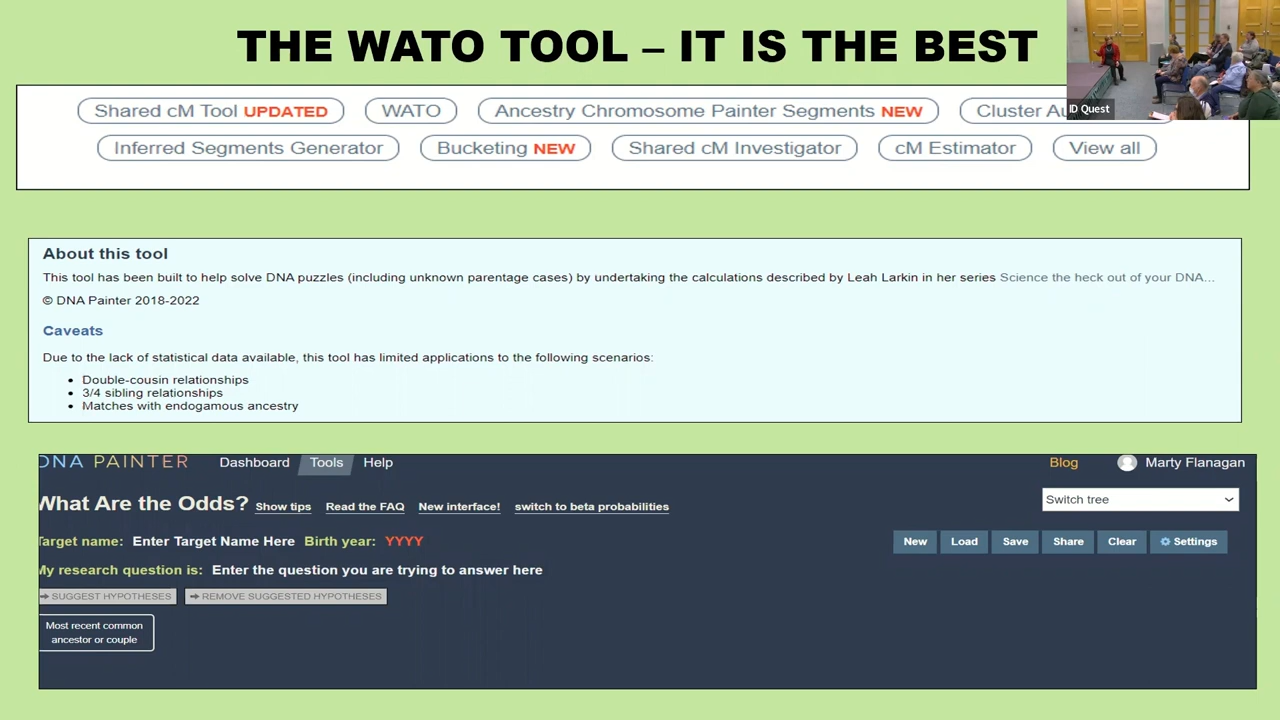 THE WATO TOOL – IT IS THE BEST
Shared cM Tool UPDATED
WATO
Ancestry Chromosome Painter Segments NEW
Cluster
Inferred Segments Generator
Bucketing NEW
Shared cM Investigator
cM Estimator
View all
ID Quest
About this tool
This tool has been built to help solve DNA puzzles (including unknown parentage cases) by undertaking the calculations described by Leah Larkin in her series Science the heck out of your DNA...
© DNA Painter 2018-2022
Caveats
Due to the lack of statistical data available, this tool has limited applications to the following scenarios:
• Double-cousin relationships
• 3/4 sibling relationships
• Matches with endogamous ancestry
DNA PAINTER
Dashboard
Tools
Help
Blog
Marty Flanagan
What Are the Odds? Show tips Read the FAQ New interface! switch to beta probabilities
Switch tree
Target name: Enter Target Name Here Birth year: YYYY
New
Load
Save
Share
Clear
Settings
My research question is: Enter the question you are trying to answer here
SUGGEST HYPOTHESES
REMOVE SUGGESTED HYPOTHESES
Most recent common
ancestor or couple